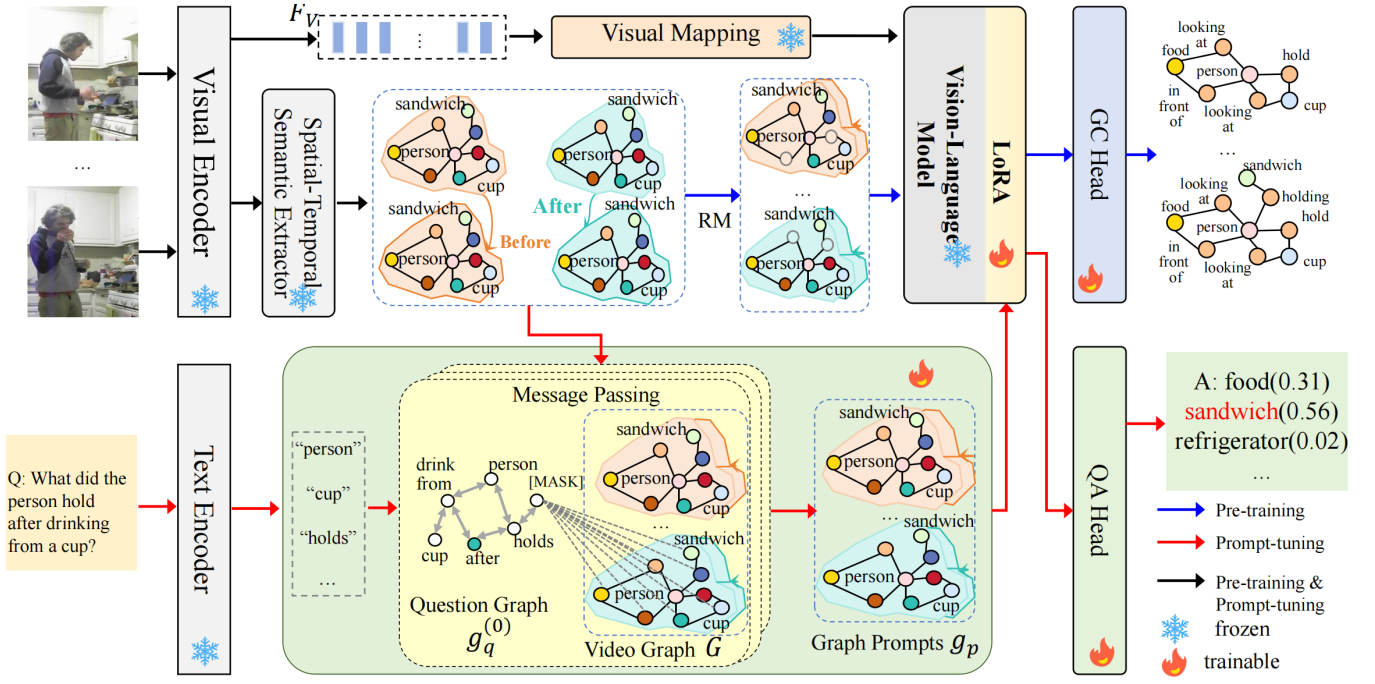 F_V
...
Visual Mapping
Visual Encoder
Spatial-Temporal
Semantic Extractor
...
sandwich
person
cup
sandwich
person
cup
Before
sandwich
person
cup
After
sandwich
person
cup
RM
sandwich
person
cup
...
sandwich
person
cup
Vision-Language
Model
LoRA
GC Head
looking
at
food
person
hold
in
front
of
looking
at
cup
...
sandwich
looking
at
holding
food
hold
person
in
front
of
looking
at
cup
Q: What did the
person hold
after drinking
from a cup?
Text Encoder
“person”
“cup”
“holds”
...
Message Passing
drink
from
person
[MASK]
cup
after
holds
Question Graph
g_q^{(0)}
sandwich
person
cup
...
sandwich
person
cup
Video Graph G
sandwich
person
cup
...
sandwich
person
cup
Graph Prompts g_p
QA Head
A: food(0.31)
sandwich(0.56)
refrigerator(0.02)
...
Pre-training
Prompt-tuning
Pre-training &
Prompt-tuning
frozen
trainable